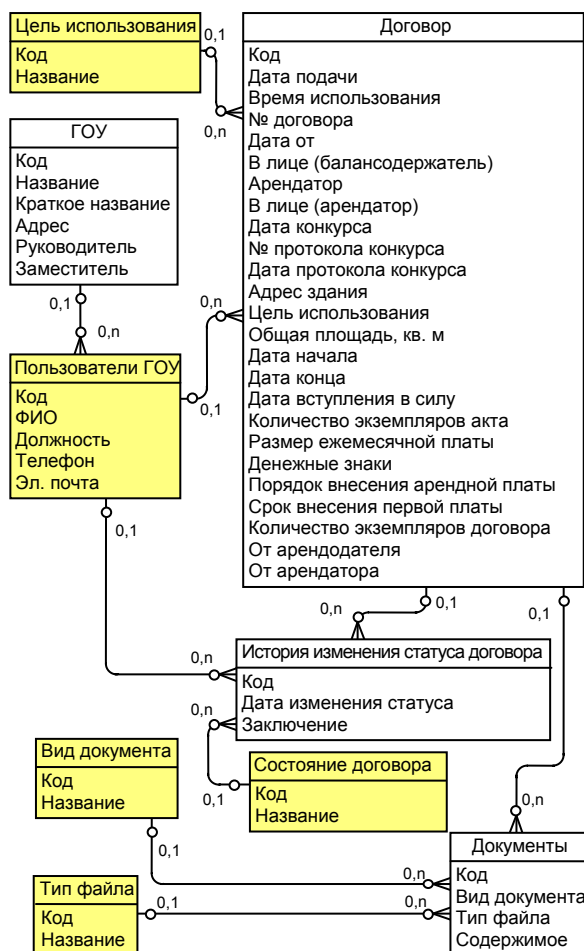 Цель использования
Код
Название
0,1
0,n
ГОУ
Код
Название
Краткое название
Адрес
Руководитель
Заместитель
0,1
0,n
Пользователи ГОУ
Код
ФИО
Должность
Телефон
Эл. почта
0,n
0,1
0,1
Договор
Код
Дата подачи
Время использования
№ договора
Дата от
В лице (балансодержатель)
Арендатор
В лице (арендатор)
Дата конкурса
№ протокола конкурса
Дата протокола конкурса
Адрес здания
Цель использования
Общая площадь, кв. м
Дата начала
Дата конца
Дата вступления в силу
Количество экземпляров акта
Размер ежемесячной платы
Денежные знаки
Порядок внесения арендной платы
Срок внесения первой платы
Количество экземпляров договора
От арендодателя
От арендатора
0,n
0,1
0,1
0,n
История изменения статуса договора
Код
Дата изменения статуса
Заключение
0,n
0,1
Состояние договора
Код
Название
Вид документа
Код
Название
0,1
0,n
0,n
Документы
Код
Вид документа
Тип файла
Содержимое
Тип файла
Код
Название
0,1
0,n